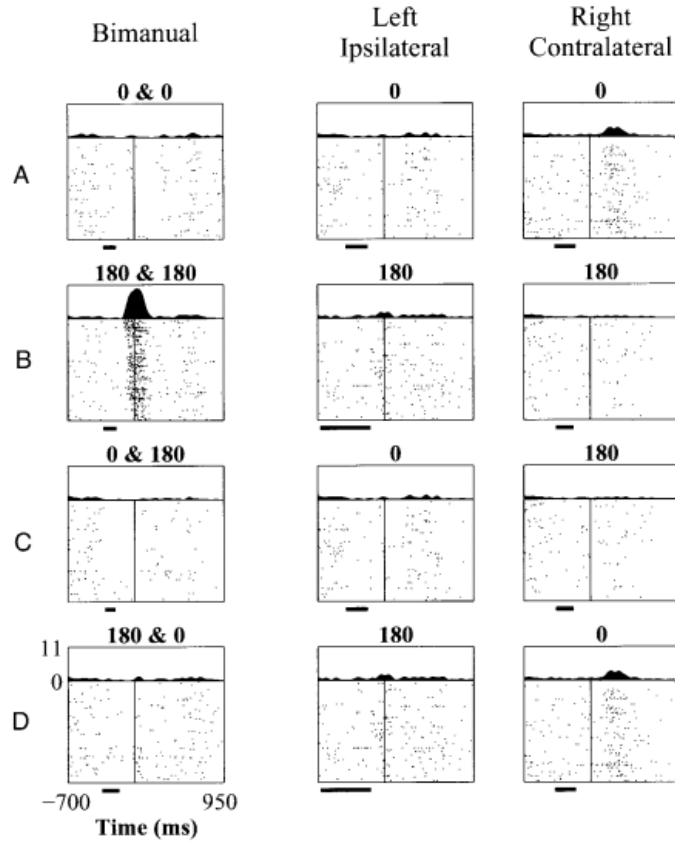 Bimanual
Left
Ipsilateral
Right
Contralateral
0 & 0
0
0
A
180 & 180
180
180
B
0 & 180
0
180
C
180 & 0
180
0
11
0
D
−700
950
Time (ms)